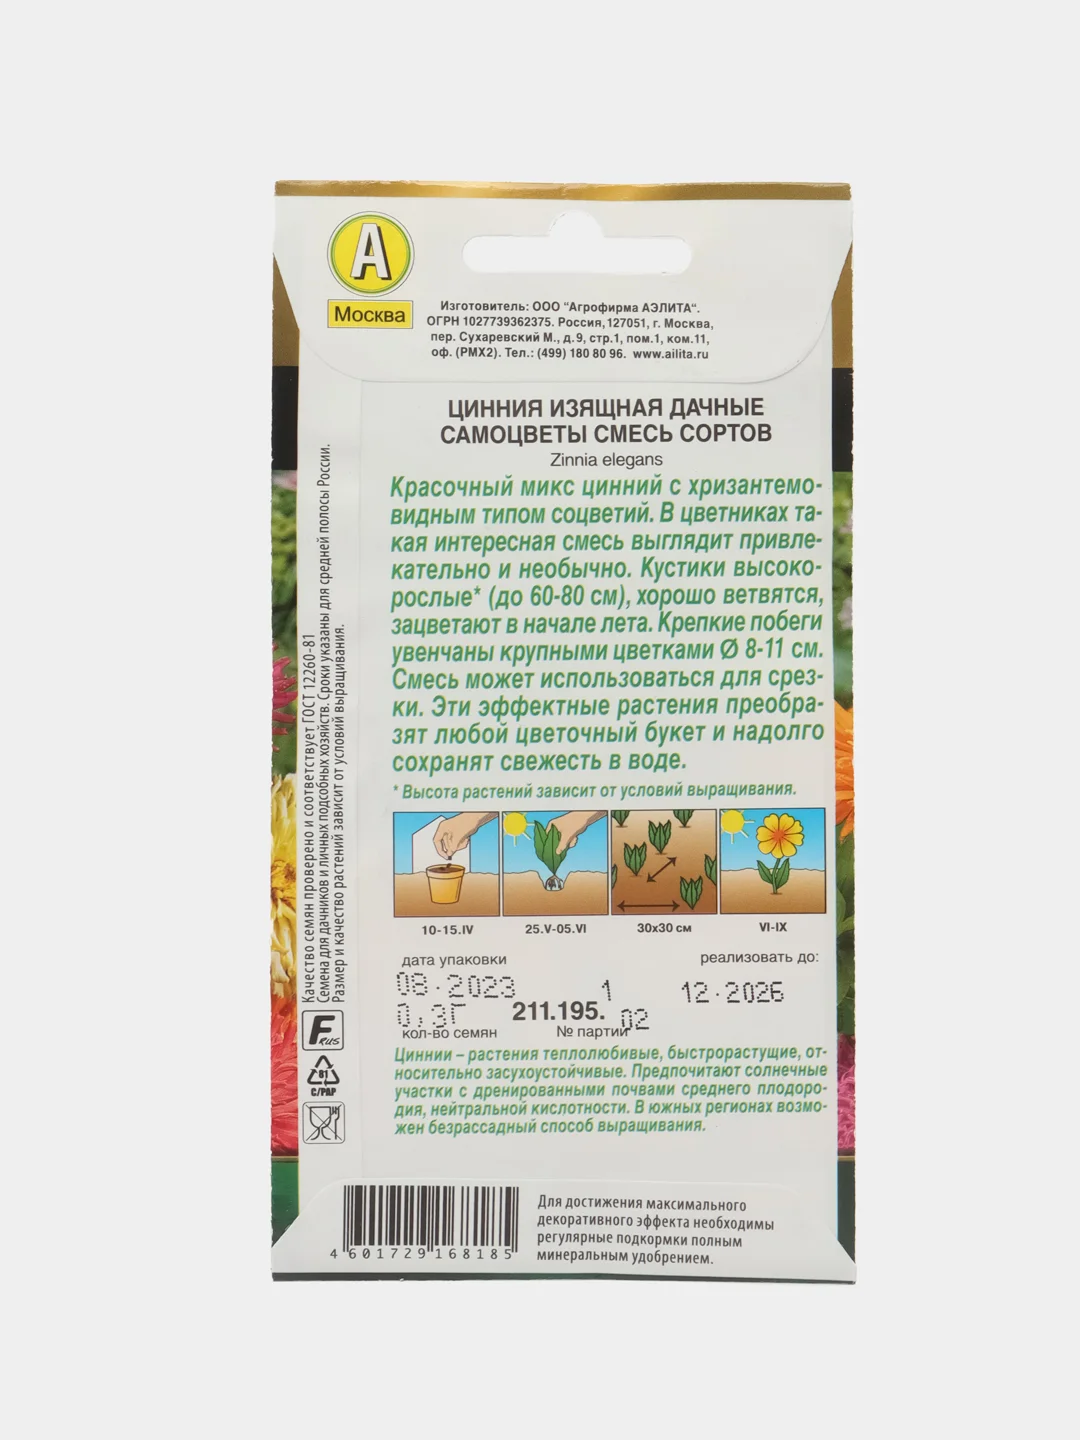 А
Москва
Изготовитель: ООО “Агрофирма АЭЛИТА“.
ОГРН 1027739362375. Россия,127051, г. Москва,
пер. Сухаревский М., д.9, стр.1, пом.1, ком.11,
оф. (РМХ2). Тел.: (499) 180 80 96. www.ailita.ru
ЦИННИЯ ИЗЯЩНАЯ ДАЧНЫЕ
САМОЦВЕТЫ СМЕСЬ СОРТОВ
Zinnia elegans
Красочный микс цинний с хризантемо-
видным типом соцветий. В цветниках та-
кая интересная смесь выглядит привле-
кательно и необычно. Кустики высоко-
рослые* (до 60-80 см), хорошо ветвятся,
зацветают в начале лета. Крепкие побеги
увенчаны крупными цветками Ø 8-11 см.
Смесь может использоваться для срез-
ки. Эти эффектные растения преобра-
зят любой цветочный букет и надолго
сохранят свежесть в воде.
* Высота растений зависит от условий выращивания.
10-15.IV
25.V-05.VI
30х30 см
VI-IX
дата упаковки
реализовать до:
08.2023
1
12.2026
0,3Г
211.195.
02
кол-во семян
№ партии
Циннии – растения теплолюбивые, быстрорастущие, от-
носительно засухоустойчивые. Предпочитают солнечные
участки с дренированными почвами среднего плодоро-
дия, нейтральной кислотности. В южных регионах возмо-
жен безрассадный способ выращивания.
Качество семян проверено и соответствует ГОСТ 12260-81
Семена для дачников и личных подсобных хозяйств. Сроки указаны для средней полосы России.
Размер и качество растений зависит от условий выращивания.
F RUS
81
C/PAP
4 601729 168185
Для достижения максимального
декоративного эффекта необходимы
регулярные подкормки полным
минеральным удобрением.